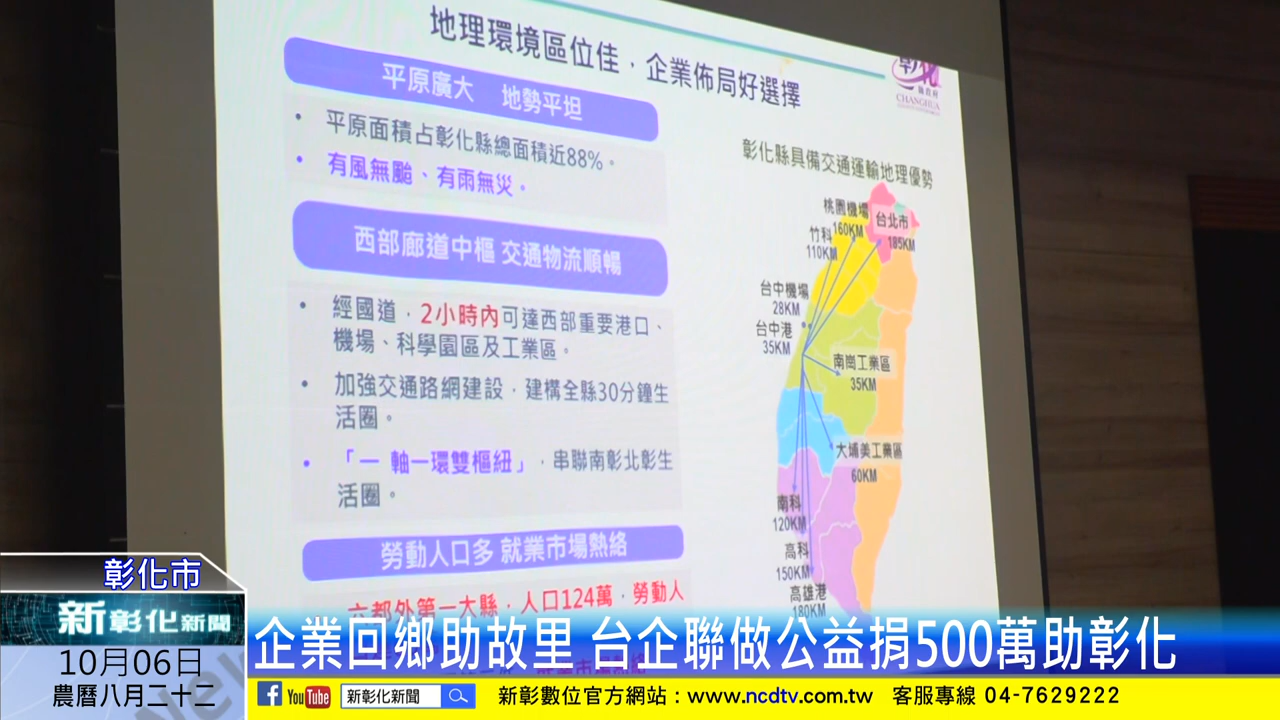 地理環境區位佳，企業佈局好選擇
彰化
縣政府
CHANGHUA
平原廣大 地勢平坦
• 平原面積占彰化縣總面積近88%。
• 有風無颱、有雨無災。
西部廊道中樞 交通物流順暢
• 經國道，2小時內可達西部重要港口、
機場、科學園區及工業區。
• 加強交通路網建設，建構全縣30分鐘生
活圈。
• 「一 軸一環雙樞紐」，串聯南彰北彰生
活圈。
勞動人口多 就業市場熱絡
六都外第一大縣，人口124萬，勞動人
彰化縣具備交通運輸地理優勢
桃園機場
160KM
台北市
185KM
竹科
110KM
台中機場
28KM
台中港
35KM
南崗工業區
35KM
大埔美工業區
60KM
南科
120KM
高科
150KM
高雄港
180KM
彰化市
新彰化新聞
10月06日
農曆八月二十二
企業回鄉助故里 台企聯做公益捐500萬助彰化
f YouTube 新彰化新聞 新彰數位官方網站：www.ncdtv.com.tw 客服專線 04-7629222